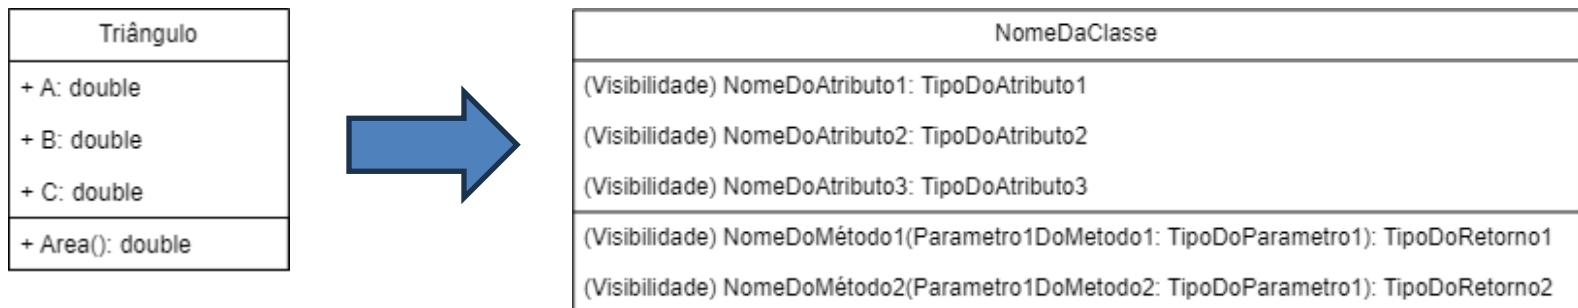 Triângulo
+ A: double
+ B: double
+ C: double
+ Area(): double
NomeDaClasse
(Visibilidade) NomeDoAtributo1: TipoDoAtributo1
(Visibilidade) NomeDoAtributo2: TipoDoAtributo2
(Visibilidade) NomeDoAtributo3: TipoDoAtributo3
(Visibilidade) NomeDoMétodo1(Parametro1DoMetodo1: TipoDoParametro1): TipoDoRetorno1
(Visibilidade) NomeDoMétodo2(Parametro1DoMetodo2: TipoDoParametro1): TipoDoRetorno2